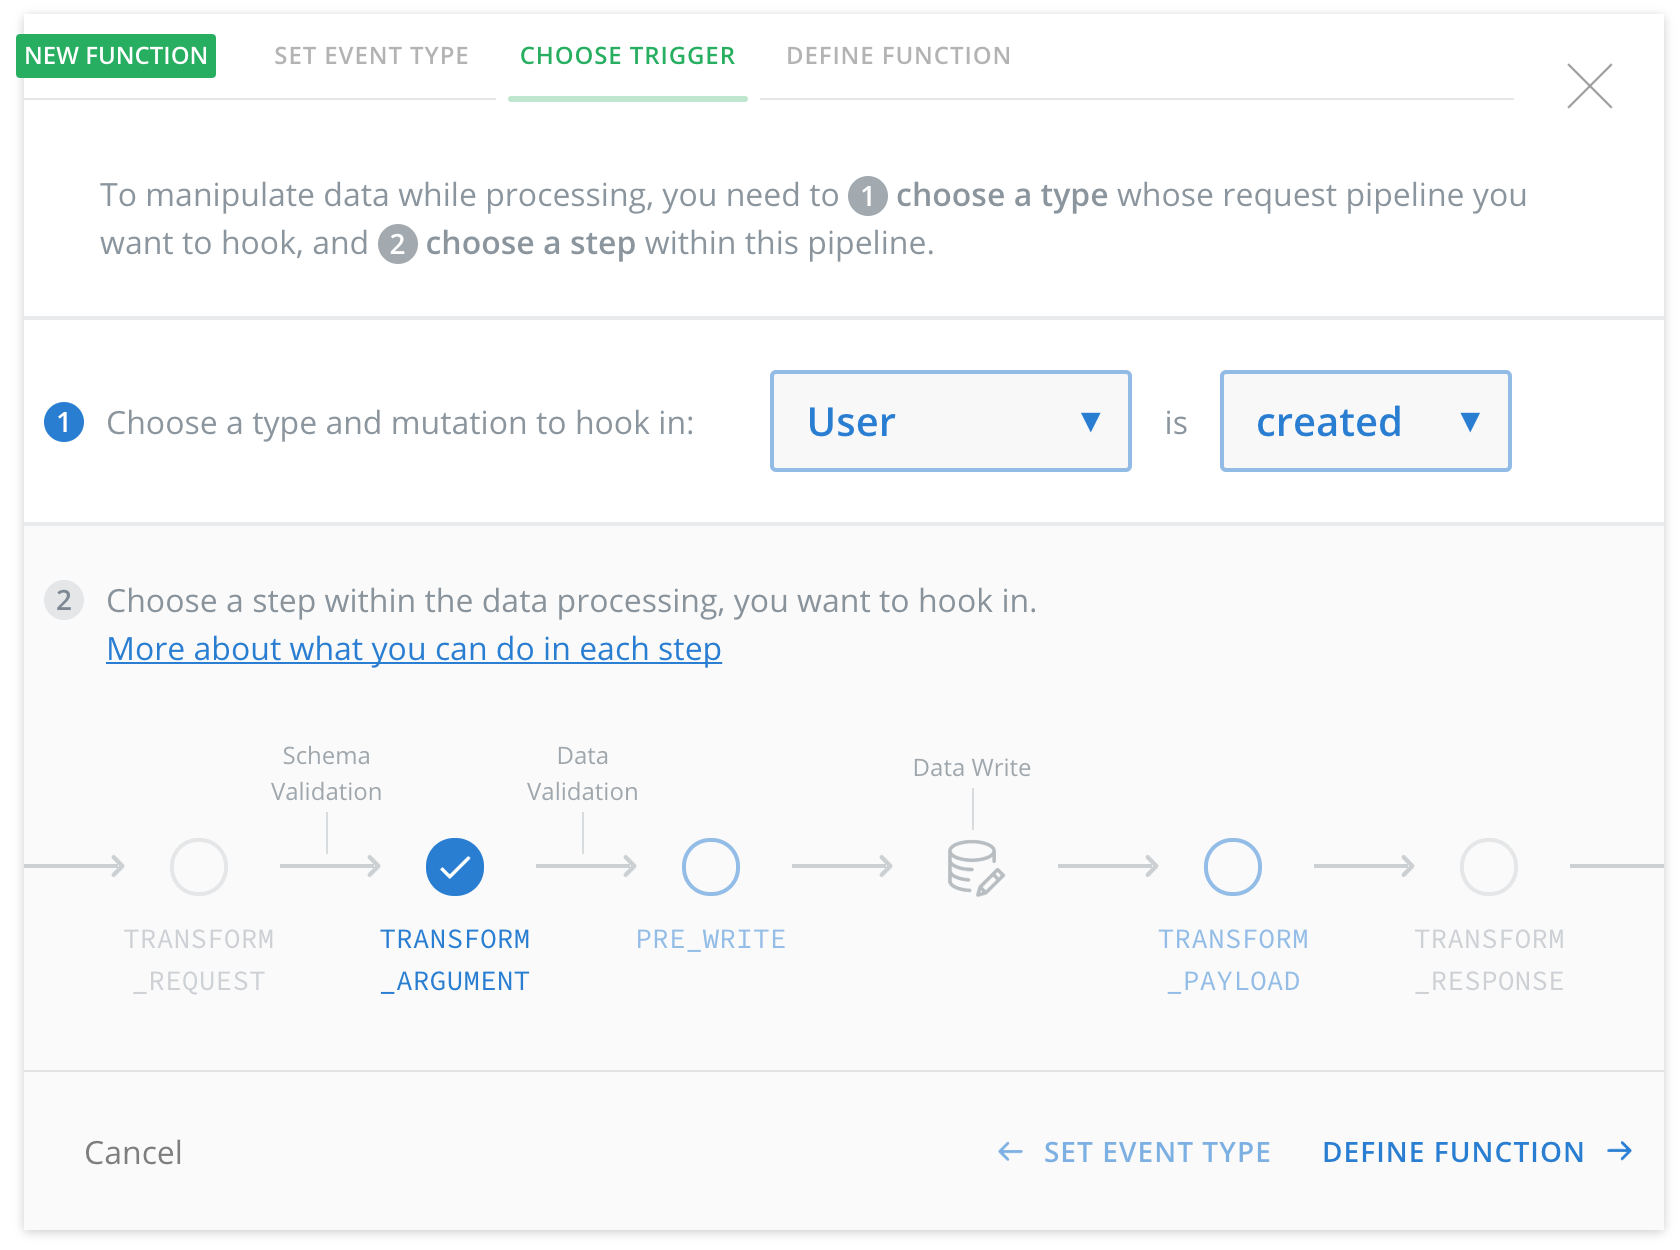 NEW FUNCTION SET EVENT TYPE CHOOSE TRIGGER DEFINE FUNCTION
To manipulate data while processing, you need to 1 choose a type whose request pipeline you
want to hook, and 2 choose a step within this pipeline.
1 Choose a type and mutation to hook in: User ▼ is created ▼
2 Choose a step within the data processing, you want to hook in.
More about what you can do in each step
Schema
Validation
Data
Validation
Data Write
TRANSFORM
_REQUEST
TRANSFORM
_ARGUMENT
PRE_WRITE
TRANSFORM
_PAYLOAD
TRANSFORM
_RESPONSE
Cancel ← SET EVENT TYPE DEFINE FUNCTION →